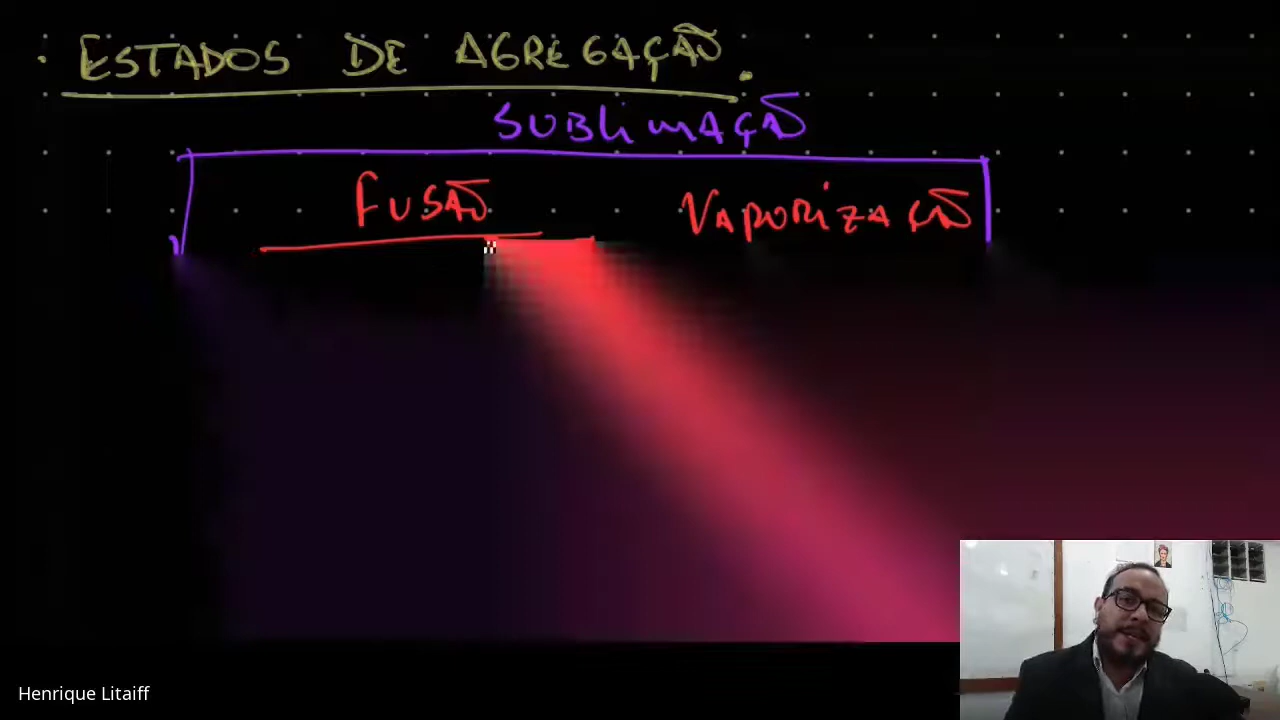 . ESTADOS DE AGREGAÇÃO.
SUBLIMAÇÃO
FUSÃO VAPORIZAÇÃO
Henrique Litaiff